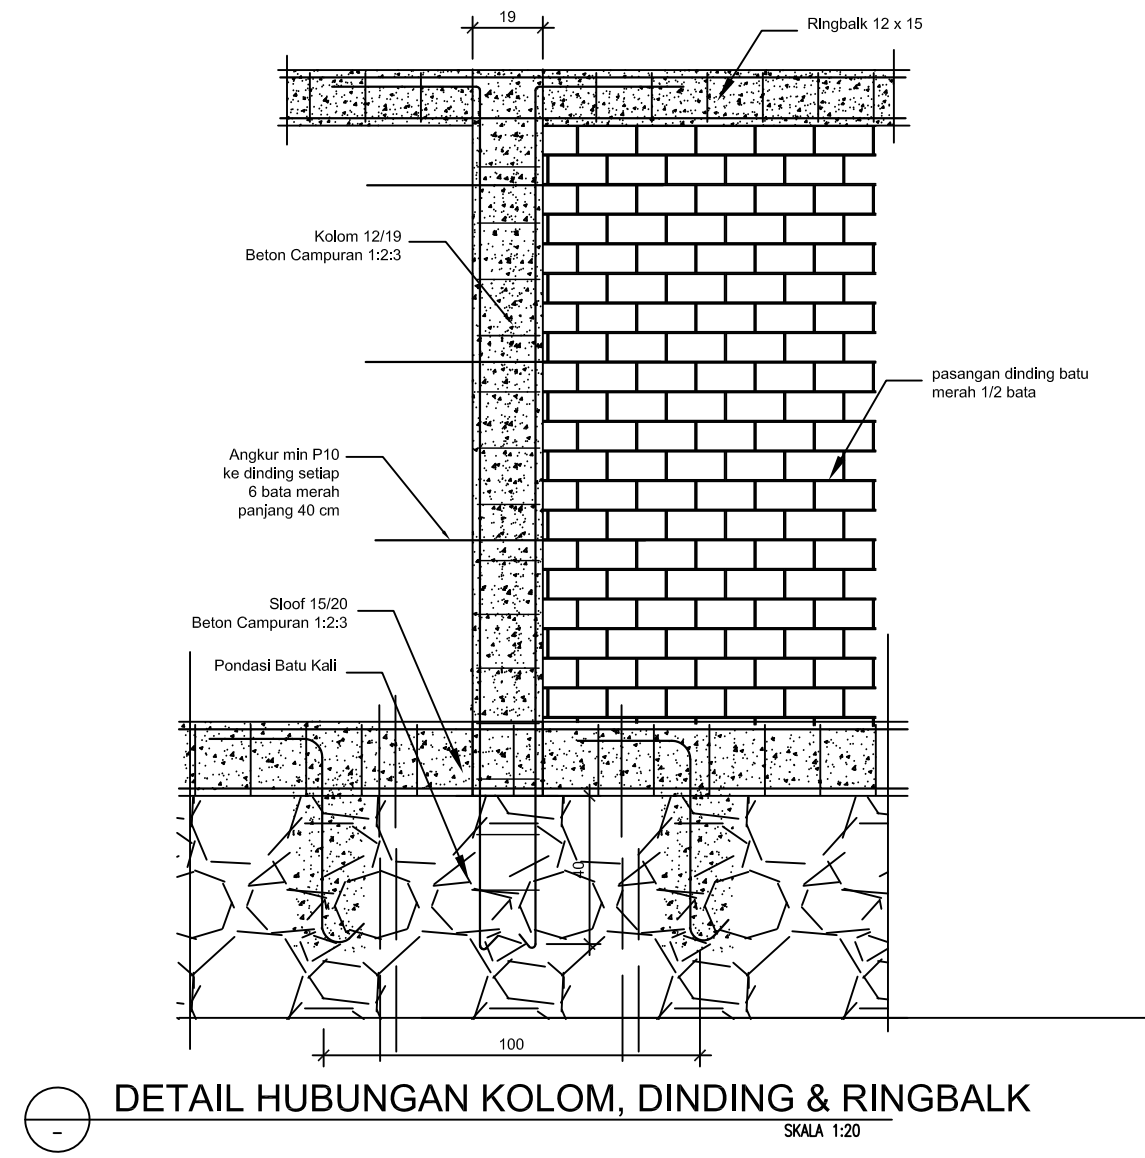 19
RIngbalk 12 x 15
Kolom 12/19
Beton Campuran 1:2:3
pasangan dinding batu
merah 1/2 bata
Angkur min P10
ke dinding setiap
6 bata merah
panjang 40 cm
Sloof 15/20
Beton Campuran 1:2:3
Pondasi Batu Kali
40
100
DETAIL HUBUNGAN KOLOM, DINDING & RINGBALK
-
SKALA 1:20